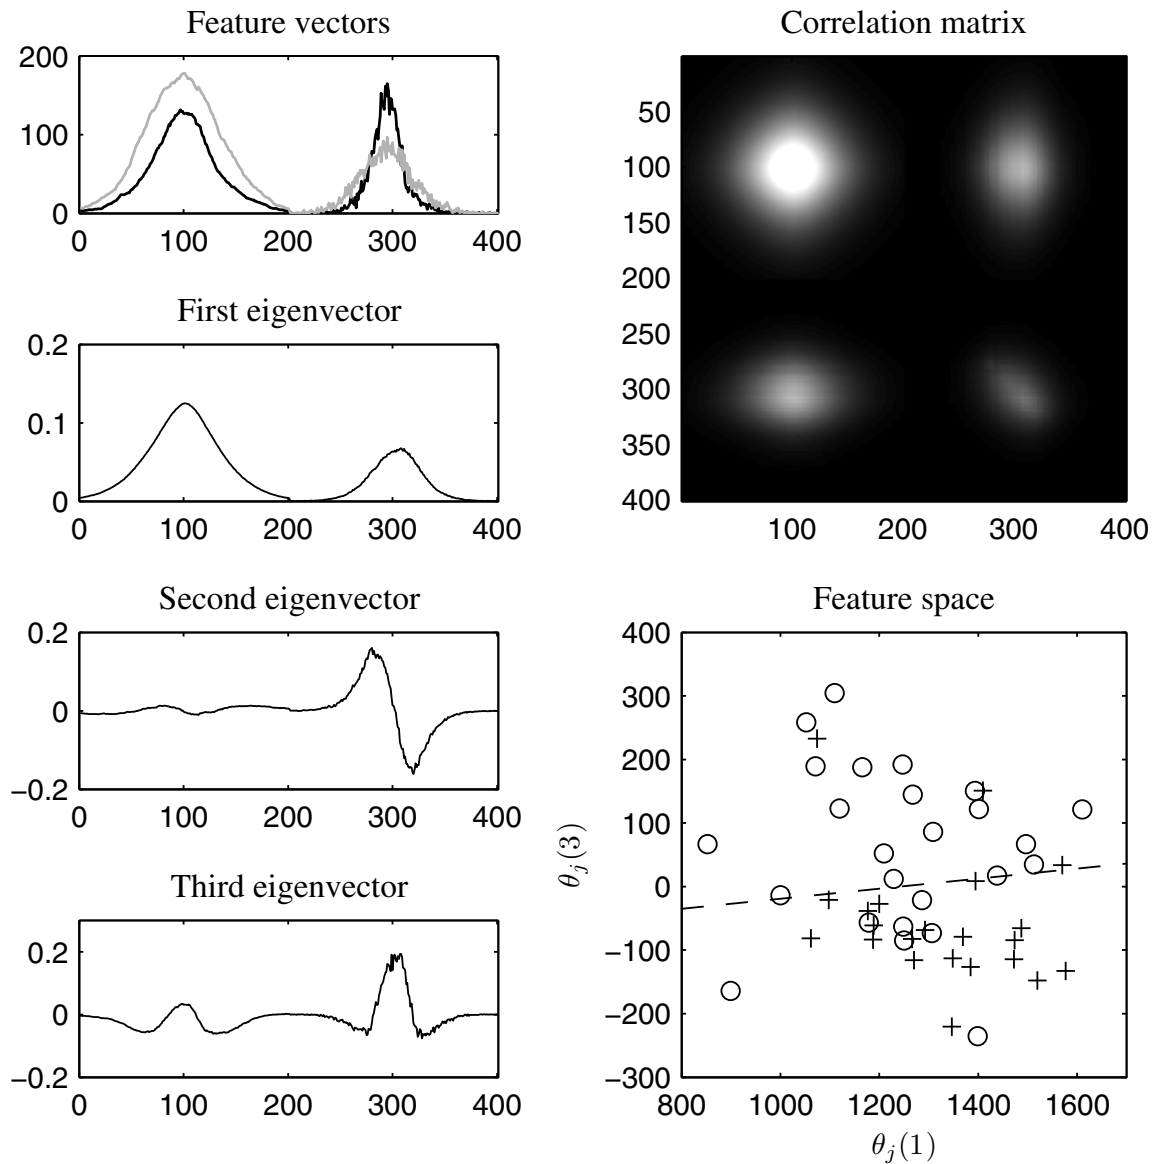 Feature vectors
200
100
0
0 100 200 300 400
First eigenvector
0.2
0.1
0
0 100 200 300 400
Second eigenvector
0.2
0
−0.2
0 100 200 300 400
Third eigenvector
0.2
0
−0.2
0 100 200 300 400
Correlation matrix
50
100
150
200
250
300
350
400
100 200 300 400
Feature space
400
300
200
100
0
−100
−200
−300
800 1000 1200 1400 1600
θj(3)
θj(1)